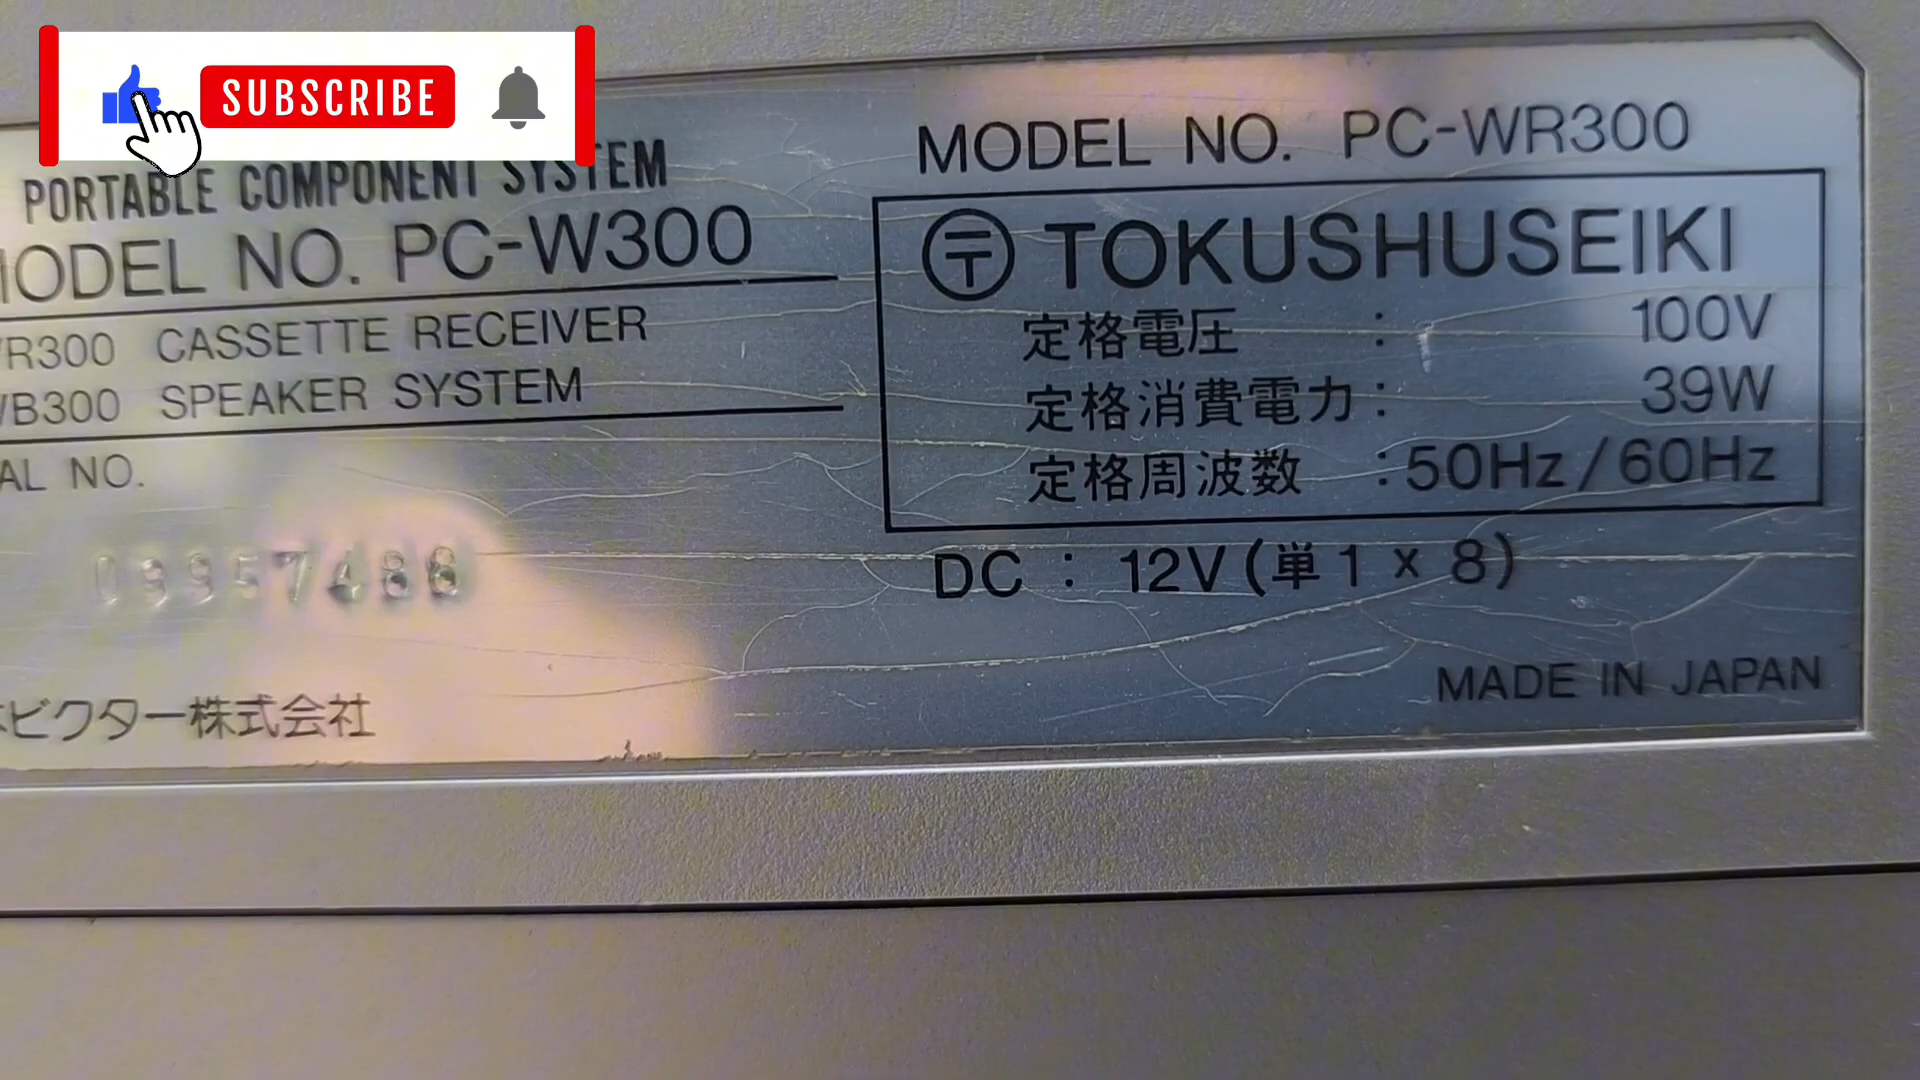 SUBSCRIBE
PORTABLE COMPONENT SYSTEM
MODEL NO. PC-W300
R300 CASSETTE RECEIVER
B300 SPEAKER SYSTEM
AL NO.
ビクター株式会社
MODEL NO. PC-WR300
〶 TOKUSHUSEIKI
定格電圧 : 100V
定格消費電力 : 39W
定格周波数 : 50Hz/60Hz
DC : 12V(単1 × 8)
MADE IN JAPAN